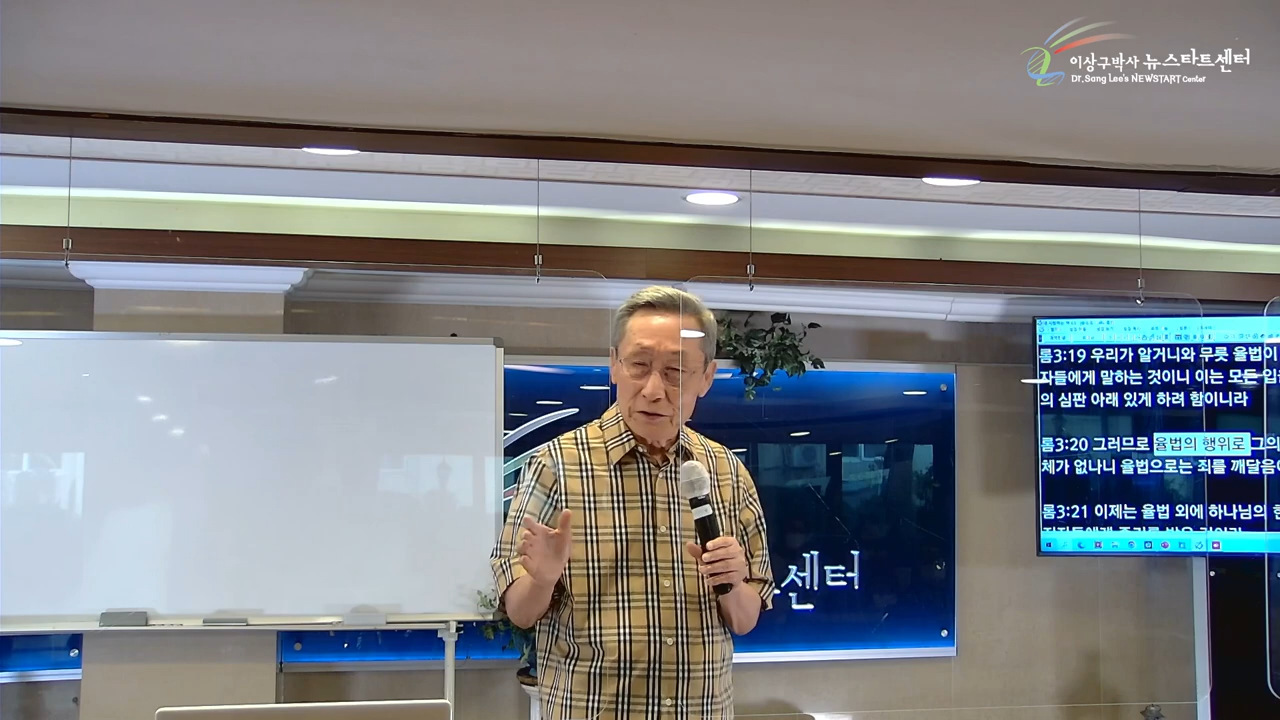 이상구박사 뉴스타트센터
Dr. Sang Lee's NEWSTART Center
롬3:19 우리가 알거니와 무릇 율법이
자들에게 말하는 것이니 이는 모든 입
의 심판 아래 있게 하려 함이니라
롬3:20 그러므로 율법의 행위로 그의
체가 없나니 율법으로는 죄를 깨달음
롬3:21 이제는 율법 외에 하나님의
센터